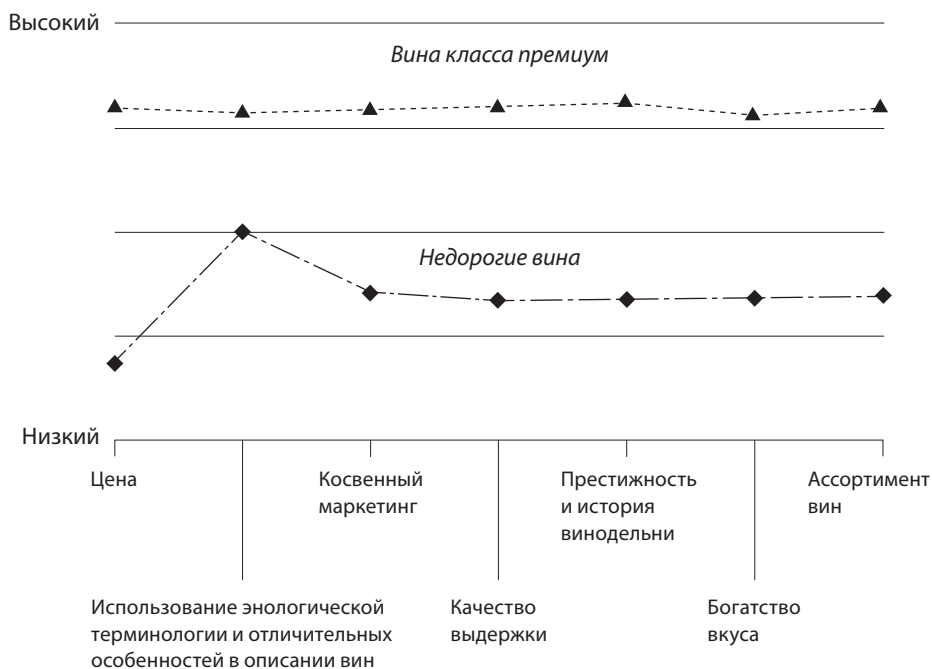 Высокий
Вина класса премиум
Недорогие вина
Низкий
Цена
Косвенный
маркетинг
Престижность
и история
винодельни
Ассортимент
вин
Использование энологической
терминологии и отличительных
особенностей в описании вин
Качество
выдержки
Богатство
вкуса